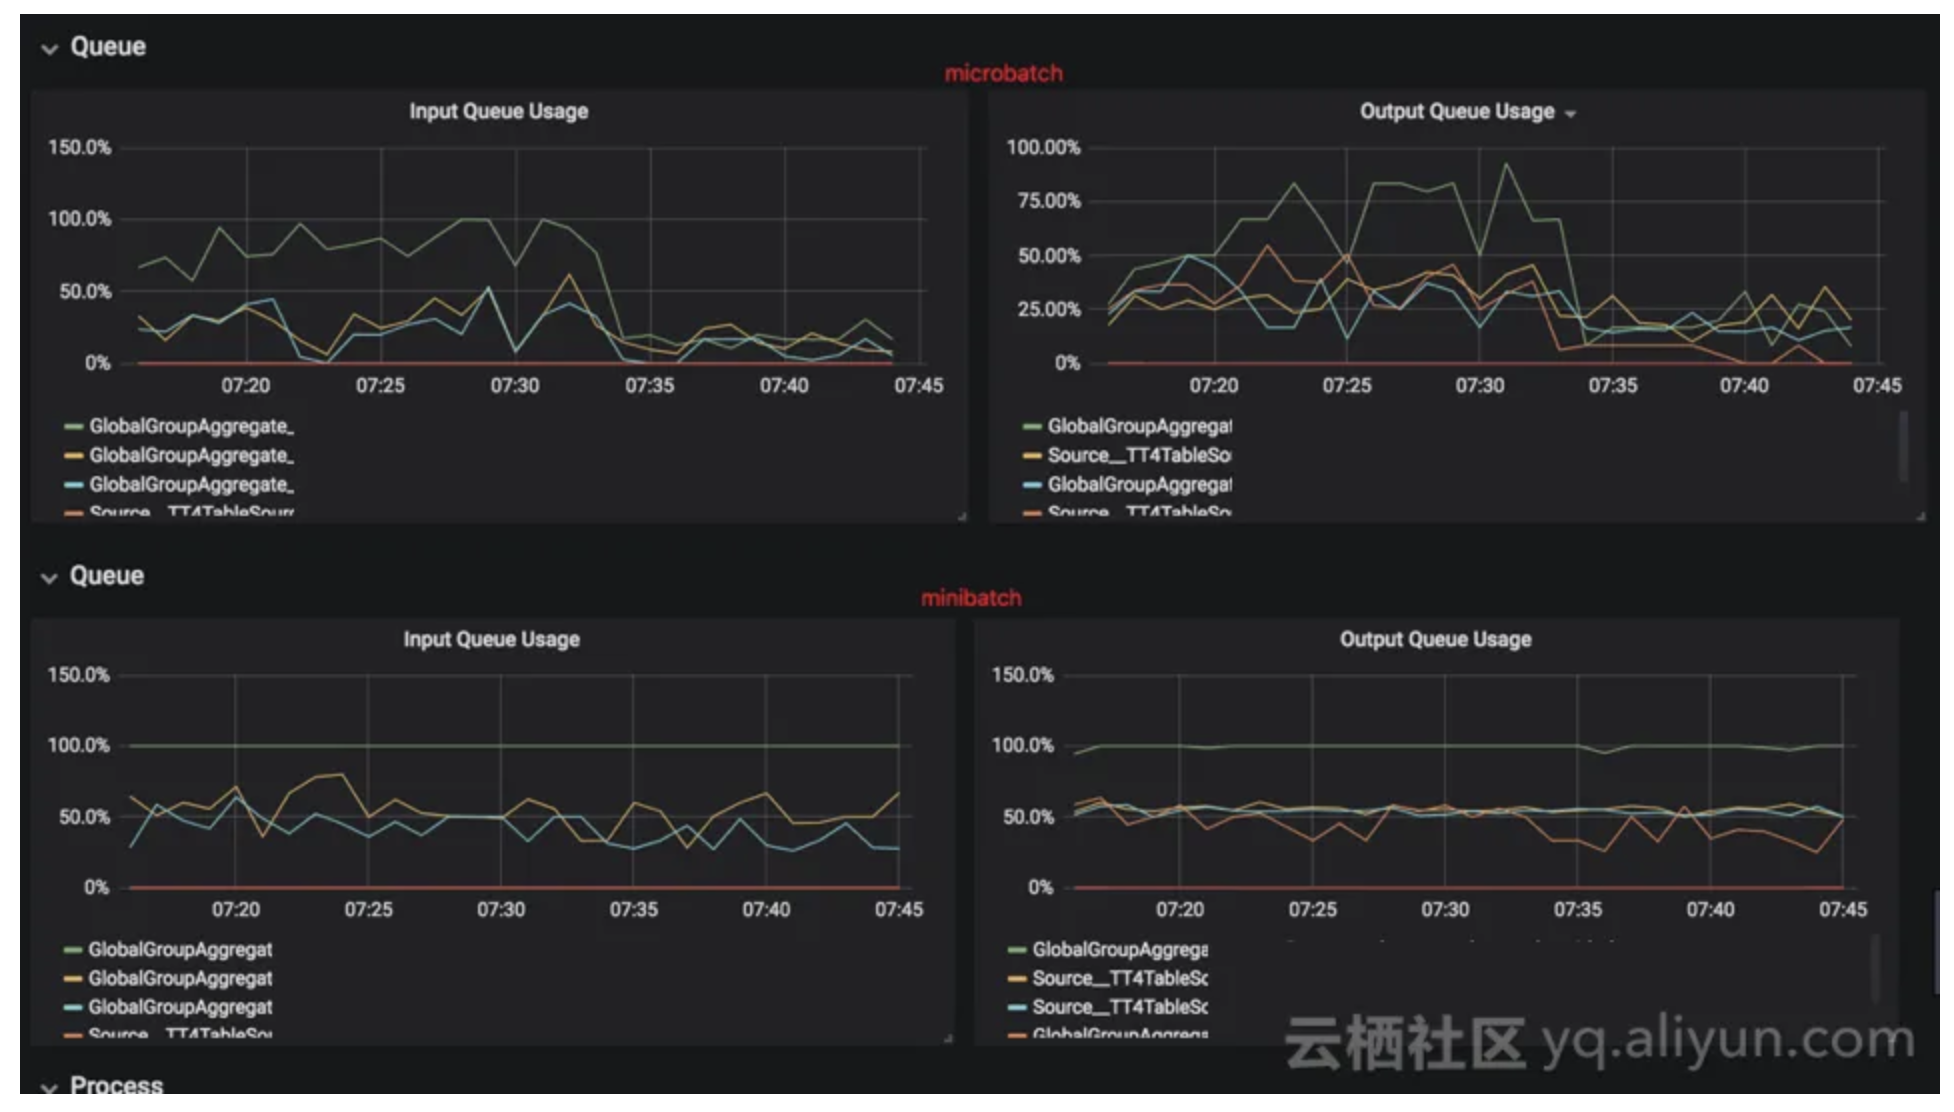 Queue
microbatch
Input Queue Usage
150.0%
100.0%
50.0%
0%
07:20 07:25 07:30 07:35 07:40 07:45
GlobalGroupAggregate_
GlobalGroupAggregate_
GlobalGroupAggregate_
Source__TT4TableSour
Output Queue Usage
100.00%
75.00%
50.00%
25.00%
0%
07:20 07:25 07:30 07:35 07:40 07:45
GlobalGroupAggregat
Source__TT4TableSo
GlobalGroupAggregat
Source__TT4TableSo
Queue
minibatch
Input Queue Usage
150.0%
100.0%
50.0%
0%
07:20 07:25 07:30 07:35 07:40 07:45
GlobalGroupAggregat
GlobalGroupAggregat
GlobalGroupAggregat
Source__TT4TableSou
Output Queue Usage
150.0%
100.0%
50.0%
0%
07:20 07:25 07:30 07:35 07:40 07:45
GlobalGroupAggrega
Source__TT4TableSc
Source__TT4TableSc
GlobalGroupAggrega
云栖社区 yq.aliyun.com
Process